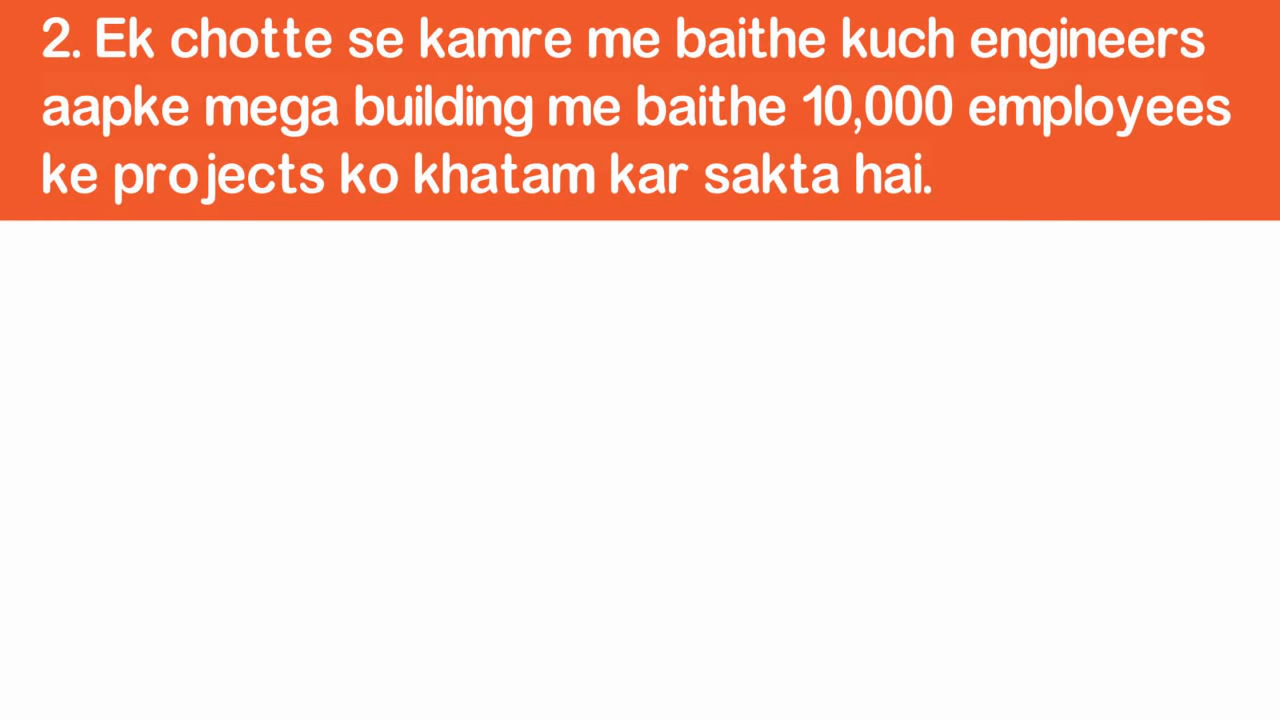 2. Ek chotte se kamre me baithe kuch engineers
aapke mega building me baithe 10,000 employees
ke projects ko khatam kar sakta hai.